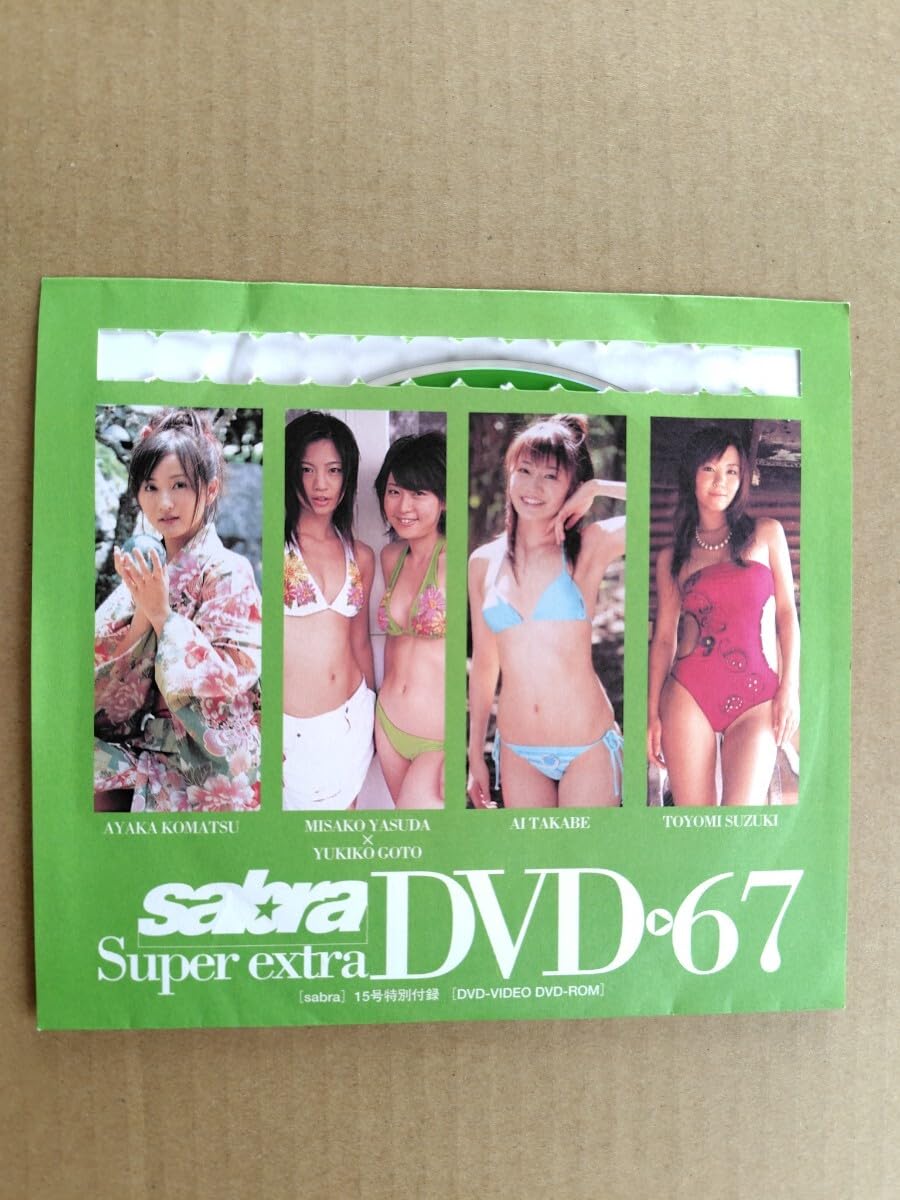 AYAKA KOMATSU
MISAKO YASUDA
×
YUKIKO GOTO
AI TAKABE
TOYOMI SUZUKI
sabra
Super extra DVD 67
［sabra］15号特別付録 ［DVD-VIDEO DVD-ROM］